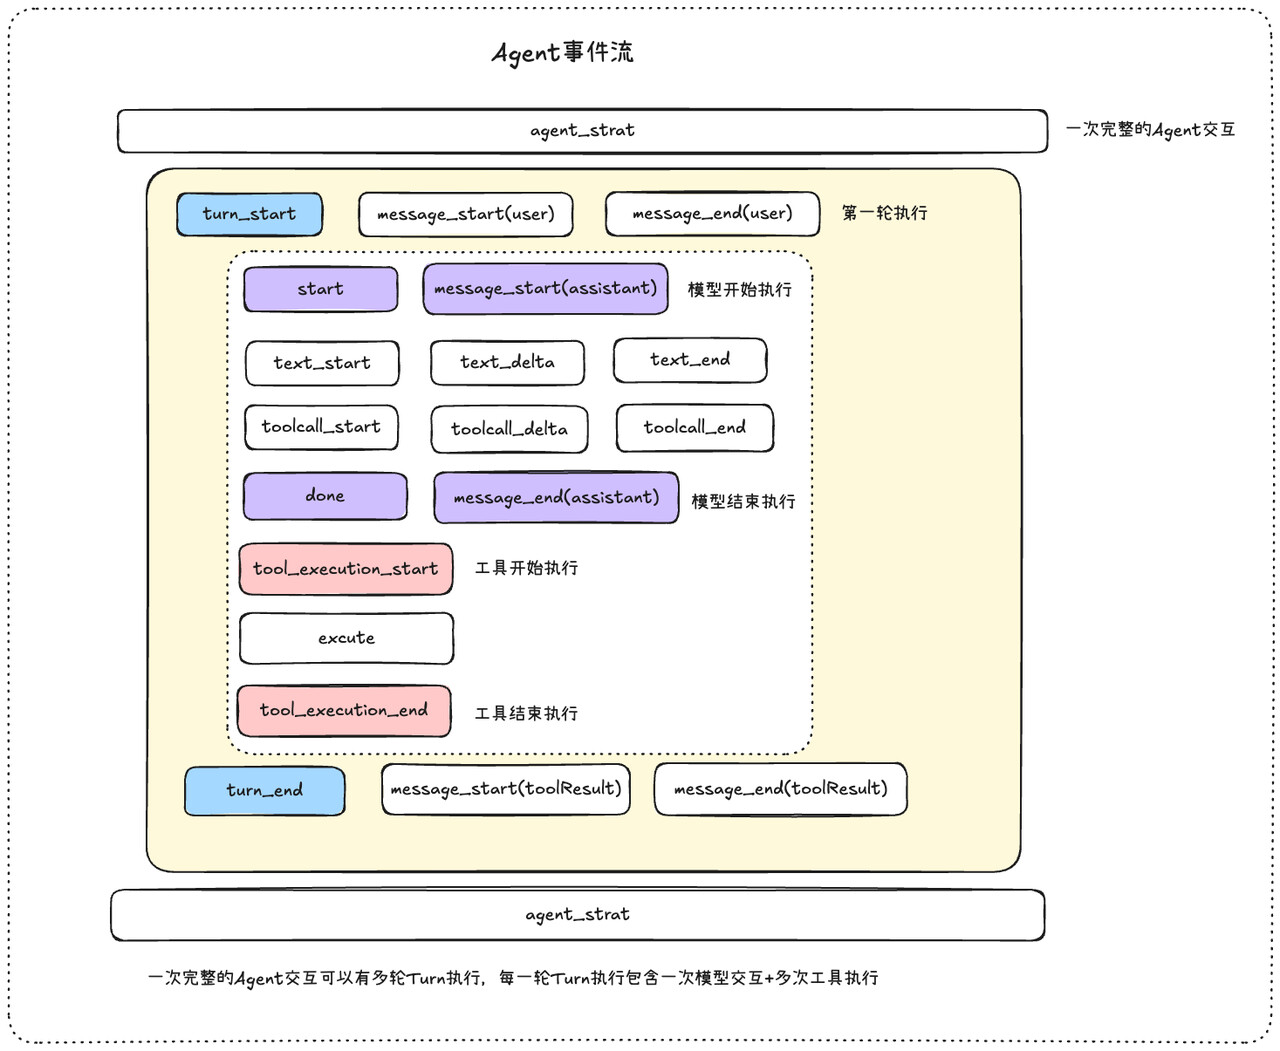 Agent事件流
agent_strat
一次完整的Agent交互
turn_start
message_start(user)
message_end(user)
第一轮执行
start
message_start(assistant)
模型开始执行
text_start
text_delta
text_end
toolcall_start
toolcall_delta
toolcall_end
done
message_end(assistant)
模型结束执行
tool_execution_start
工具开始执行
excute
tool_execution_end
工具结束执行
turn_end
message_start(toolResult)
message_end(toolResult)
agent_strat
一次完整的Agent交互可以有多轮Turn执行，每一轮Turn执行包含一次模型交互+多次工具执行